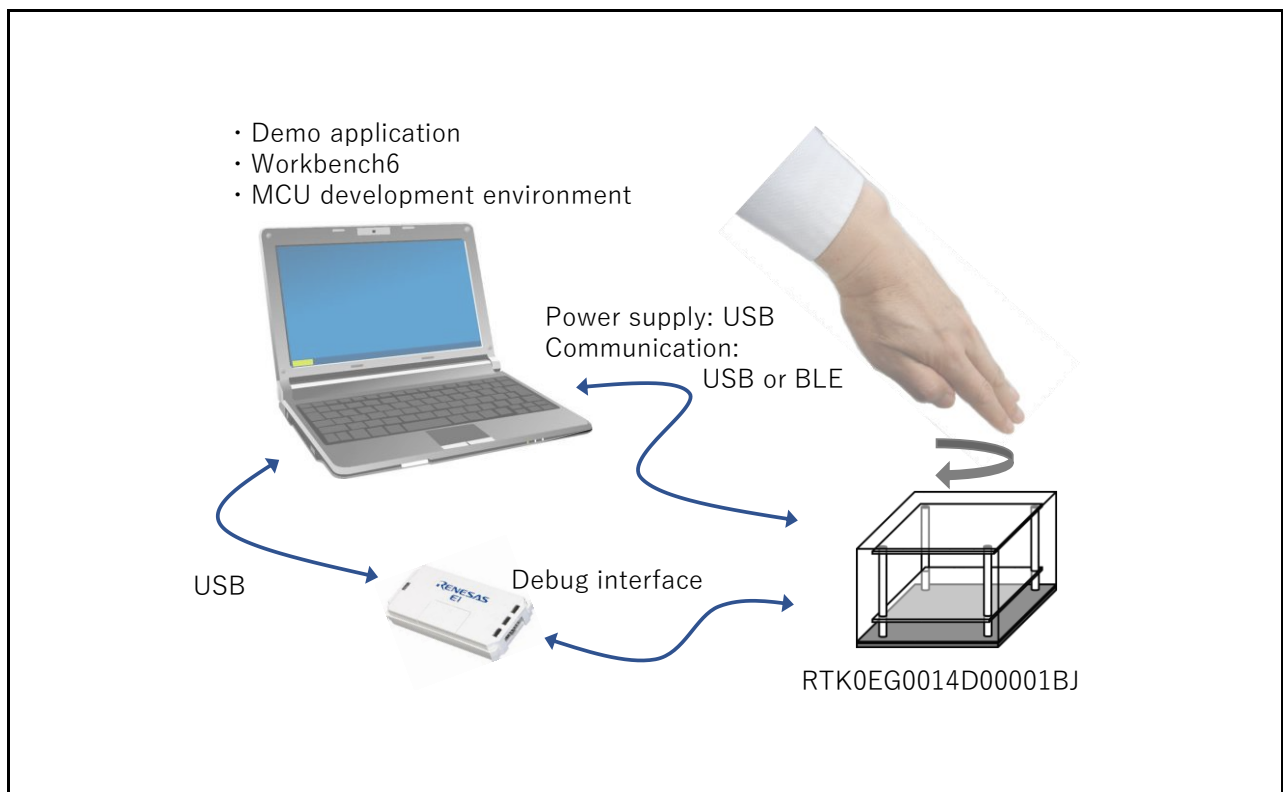 ・Demo application
・Workbench6
・MCU development environment
Power supply: USB
Communication:
USB or BLE
USB
RENESAS
E1
Debug interface
RTK0EG0014D00001BJ